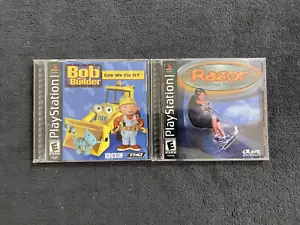 PlayStation
Bob
the
Builder
Can We Fix It?
E
BBC
THQ
PlayStation
Razor
E